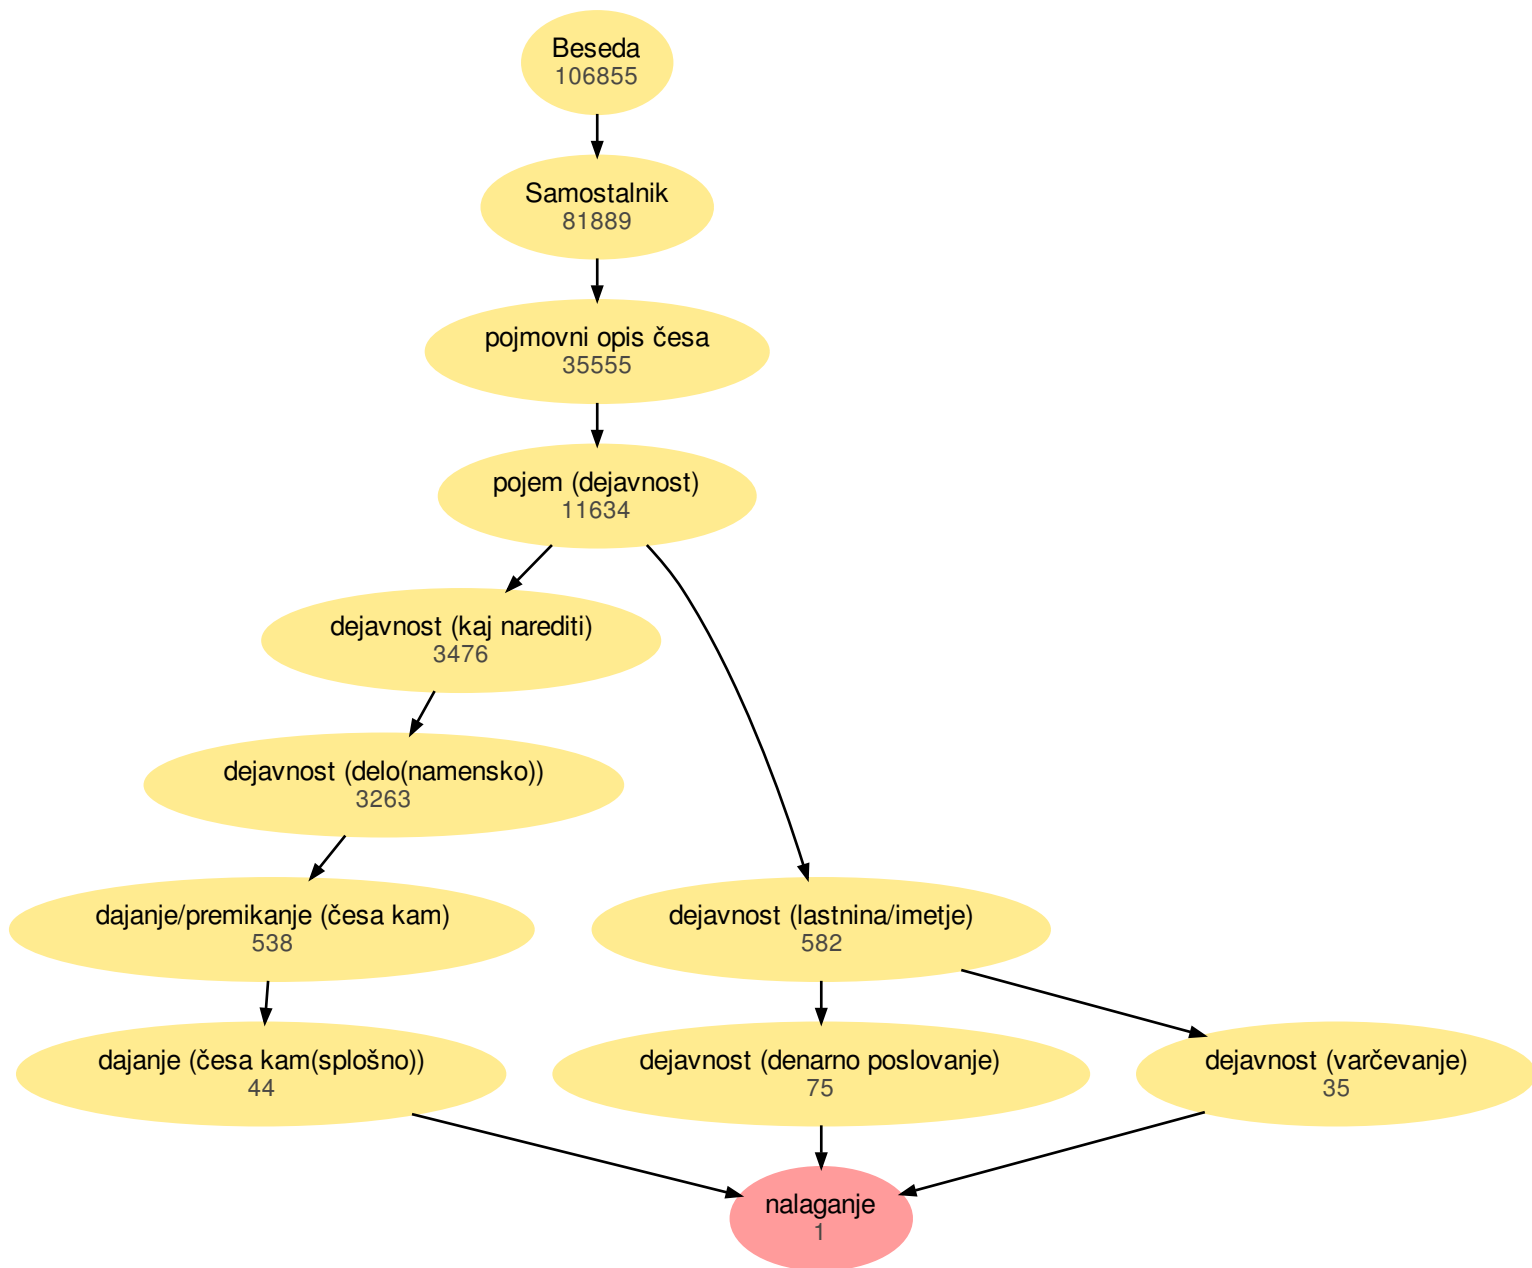 Beseda
106855
Samostalnik
81889
pojmovni opis česa
35555
pojem (dejavnost)
11634
dejavnost (kaj narediti)
3476
dejavnost (delo(namensko))
3263
dajanje/premikanje (česa kam)
538
dejavnost (lastnina/imetje)
582
dajanje (česa kam(splošno))
44
dejavnost (denarno poslovanje)
75
dejavnost (varčevanje)
35
nalaganje
1